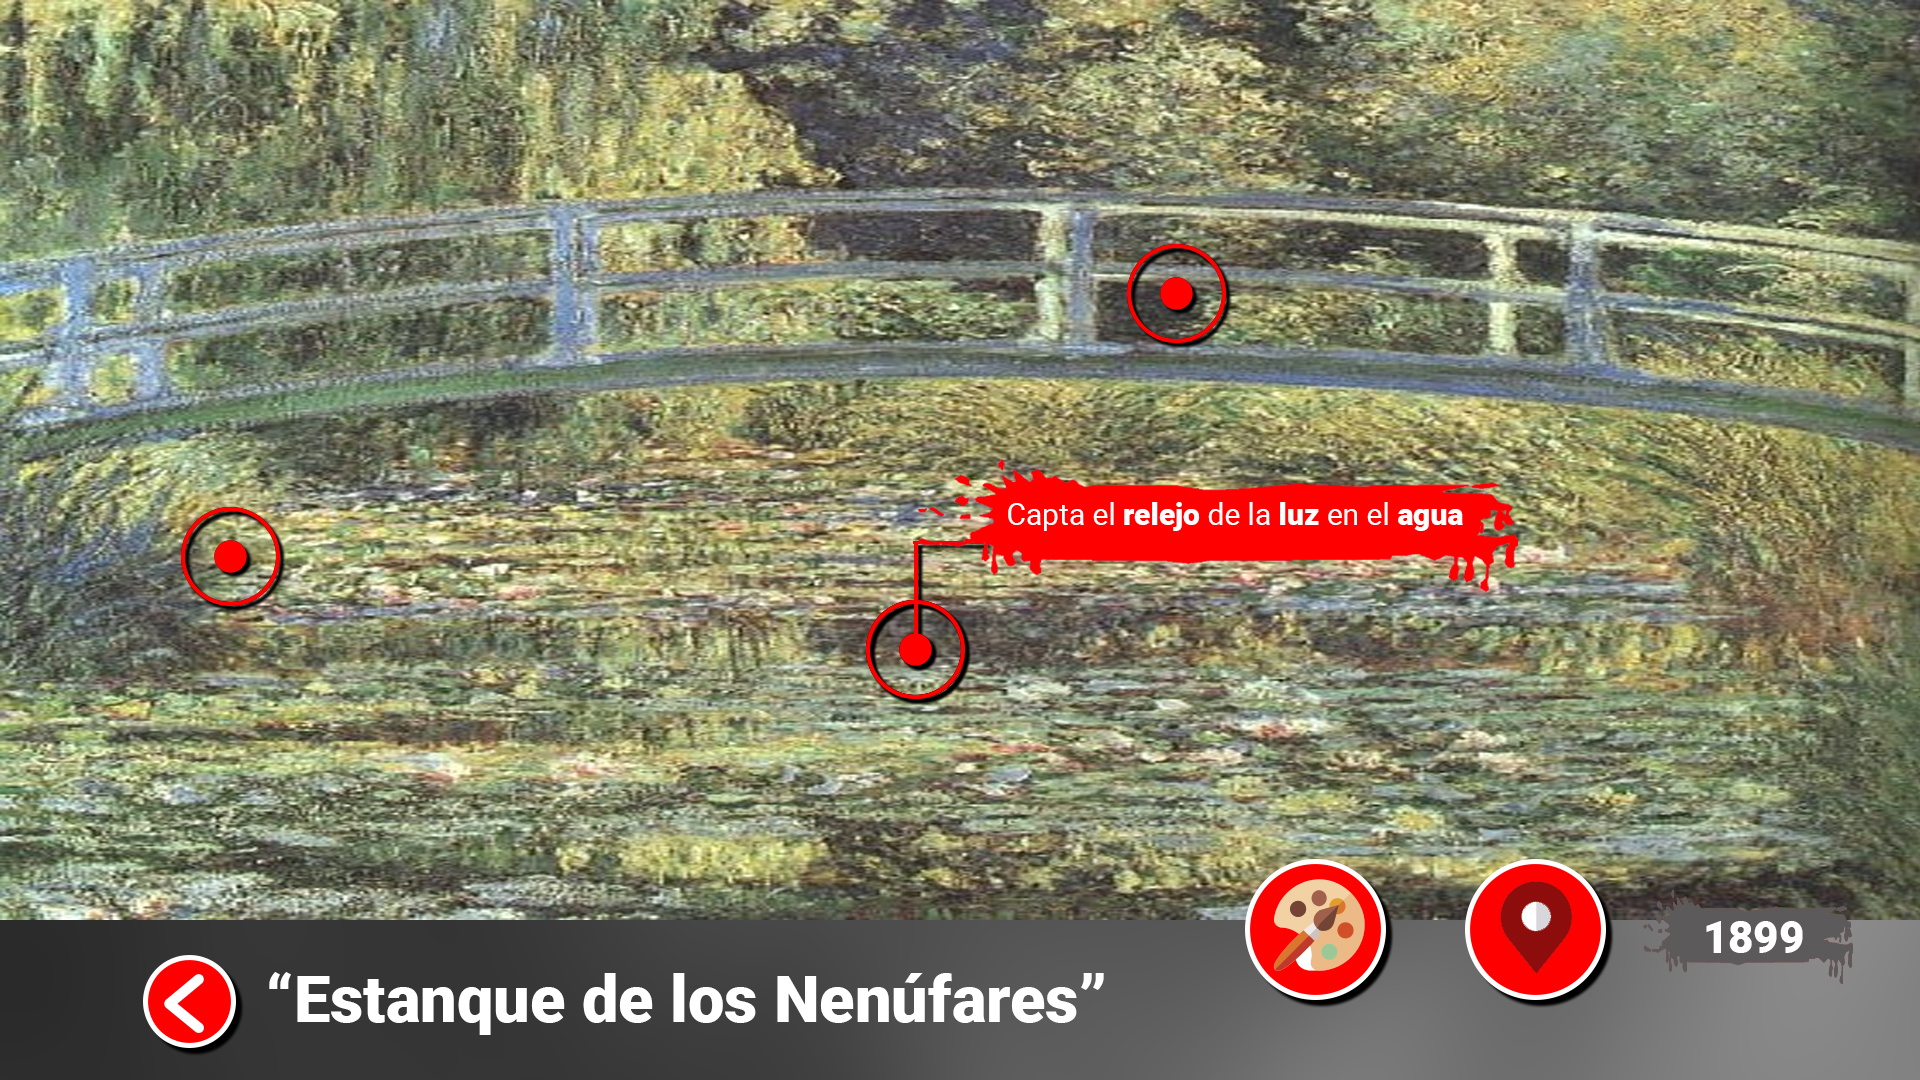 Capta el relejo de la luz en el agua
1899
“Estanque de los Nenúfares”